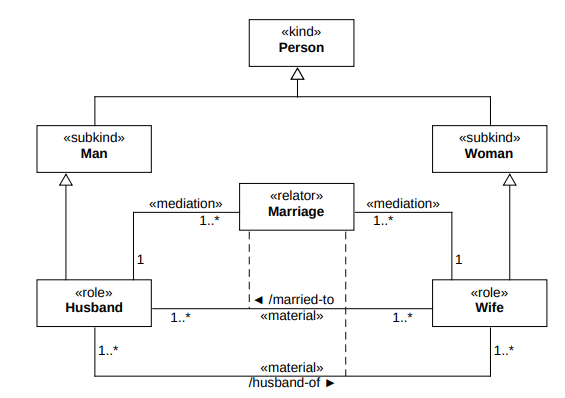 «kind»
Person
«subkind»
Man
«subkind»
Woman
«relator»
Marriage
«mediation»
1..*
«mediation»
1..*
1
1
«role»
Husband
«role»
Wife
◄ /married-to
«material»
1..*
1..*
1..*
1..*
«material»
/husband-of ►